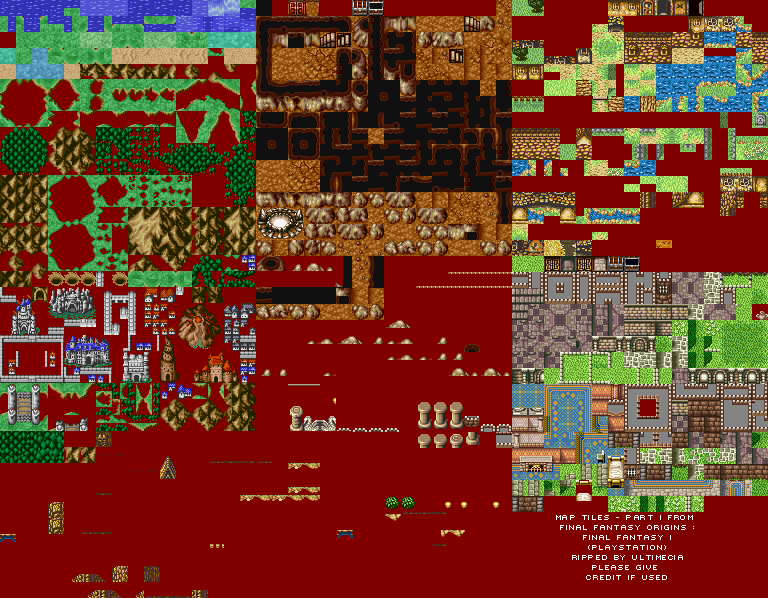 MAP TILES - PART 1 FROM
FINAL FANTASY ORIGINS :
FINAL FANTASY 1
(PLAYSTATION)
RIPPED BY ULTIMECIA
PLEASE GIVE
CREDIT IF USED